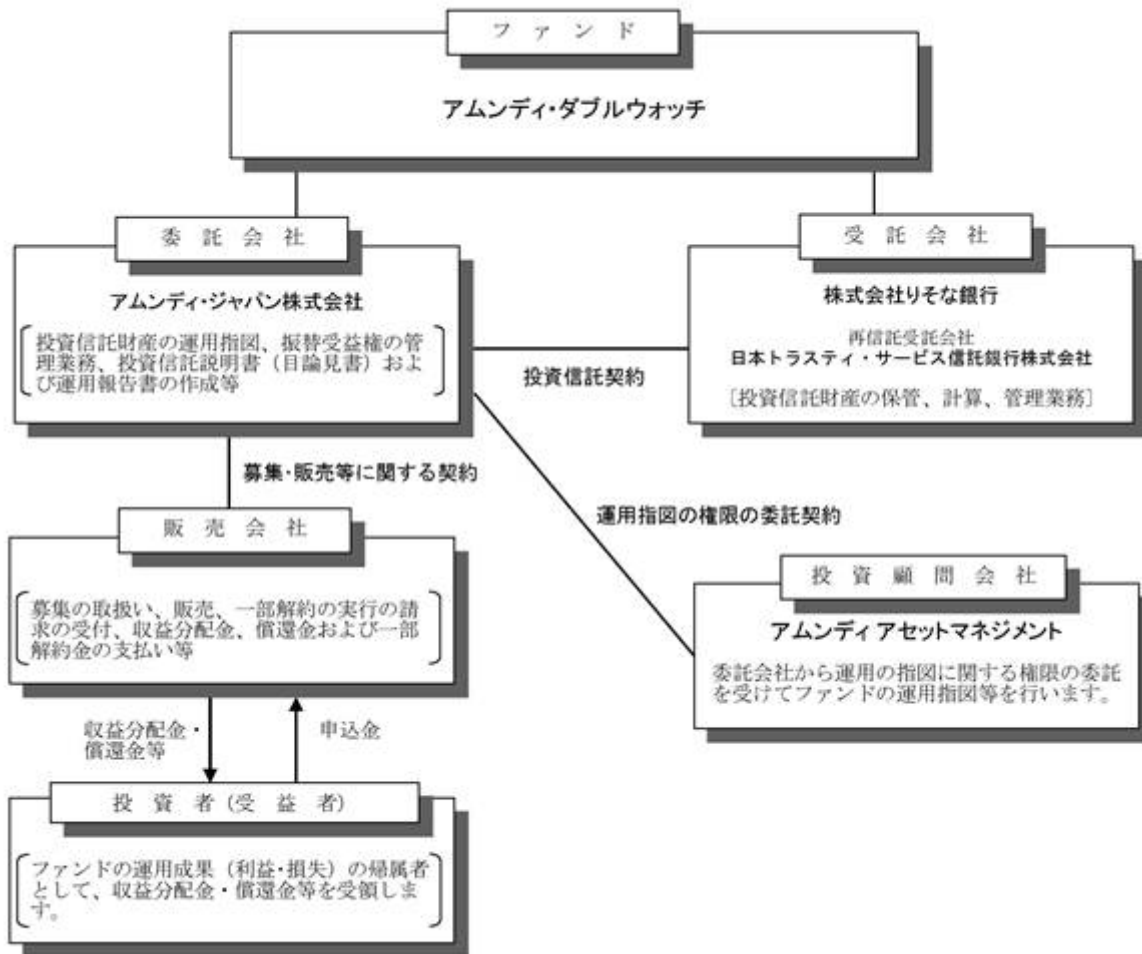 ファンド
アムンディ・ダブルウォッチ
委託会社
アムンディ・ジャパン株式会社
投資信託財産の運用指図、振替受益権の管
理業務、投資信託説明書（目論見書）およ
び運用報告書の作成等
受託会社
株式会社りそな銀行
再信託受託会社
日本トラスティ・サービス信託銀行株式会社
［投資信託財産の保管、計算、管理業務］
投資信託契約
募集・販売等に関する契約
運用指図の権限の委託契約
販売会社
募集の取扱い、販売、一部解約の実行の請
求の受付、収益分配金、償還金および一部
解約金の支払い等
投資顧問会社
アムンディ アセットマネジメント
委託会社から運用の指図に関する権限の委託
を受けてファンドの運用指図等を行います。
収益分配金・
償還金等
申込金
投資者（受益者）
ファンドの運用成果（利益・損失）の帰属者
として、収益分配金・償還金等を受領しま
す。